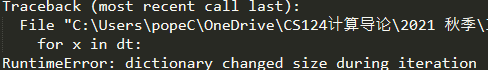 Traceback (most recent call last):
File "C:\Users\popeC\OneDrive\CS124计算导论\2021 秋季\
for x in dt:
RuntimeError: dictionary changed size during iteration